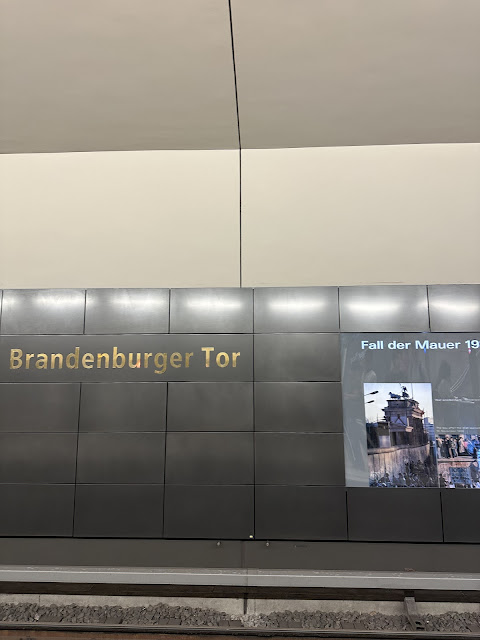 Brandenburger Tor
Fall der Mauer 19